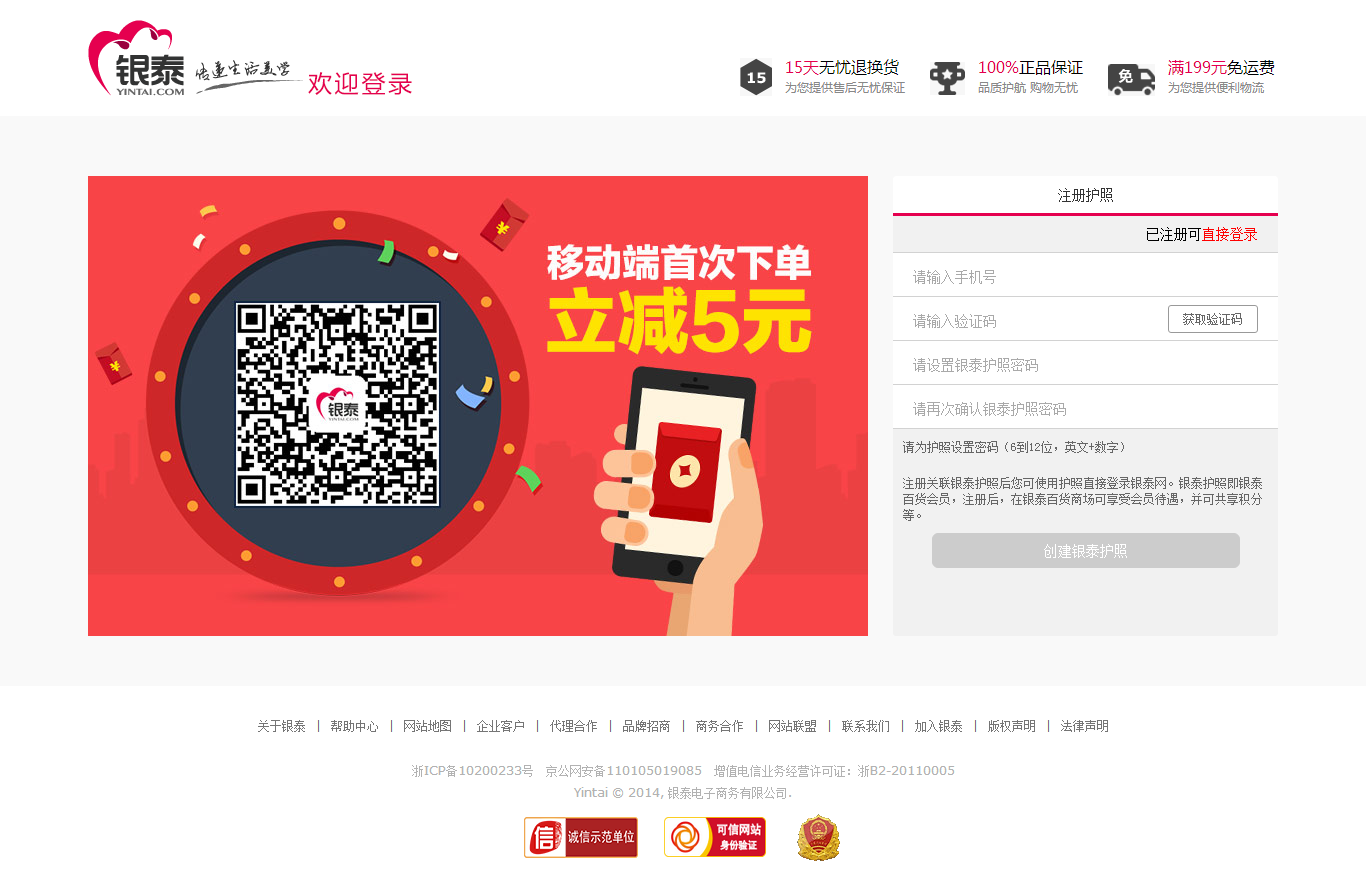 银泰
YINTAI.COM
传递生活美学
欢迎登录
15
15天无忧退换货
为您提供售后无忧保证
100%正品保证
品质护航 购物无忧
免
满199元免运费
为您提供便利物流
移动端首次下单
立减5元
¥
¥
银泰
YINTAI.COM
注册护照
已注册可直接登录
请输入手机号
请输入验证码
获取验证码
请设置银泰护照密码
请再次确认银泰护照密码
请为护照设置密码（6到12位，英文+数字）
注册关联银泰护照后您可使用护照直接登录银泰网。银泰护照即银泰
百货会员，注册后，在银泰百货商场可享受会员待遇，并可共享积分
等。
创建银泰护照
关于银泰 | 帮助中心 | 网站地图 | 企业客户 | 代理合作 | 品牌招商 | 商务合作 | 网站联盟 | 联系我们 | 加入银泰 | 版权声明 | 法律声明
浙ICP备10200233号 京公网安备110105019085 增值电信业务经营许可证：浙B2-20110005
Yintai © 2014, 银泰电子商务有限公司.
信
诚信示范单位
可信网站
身份验证